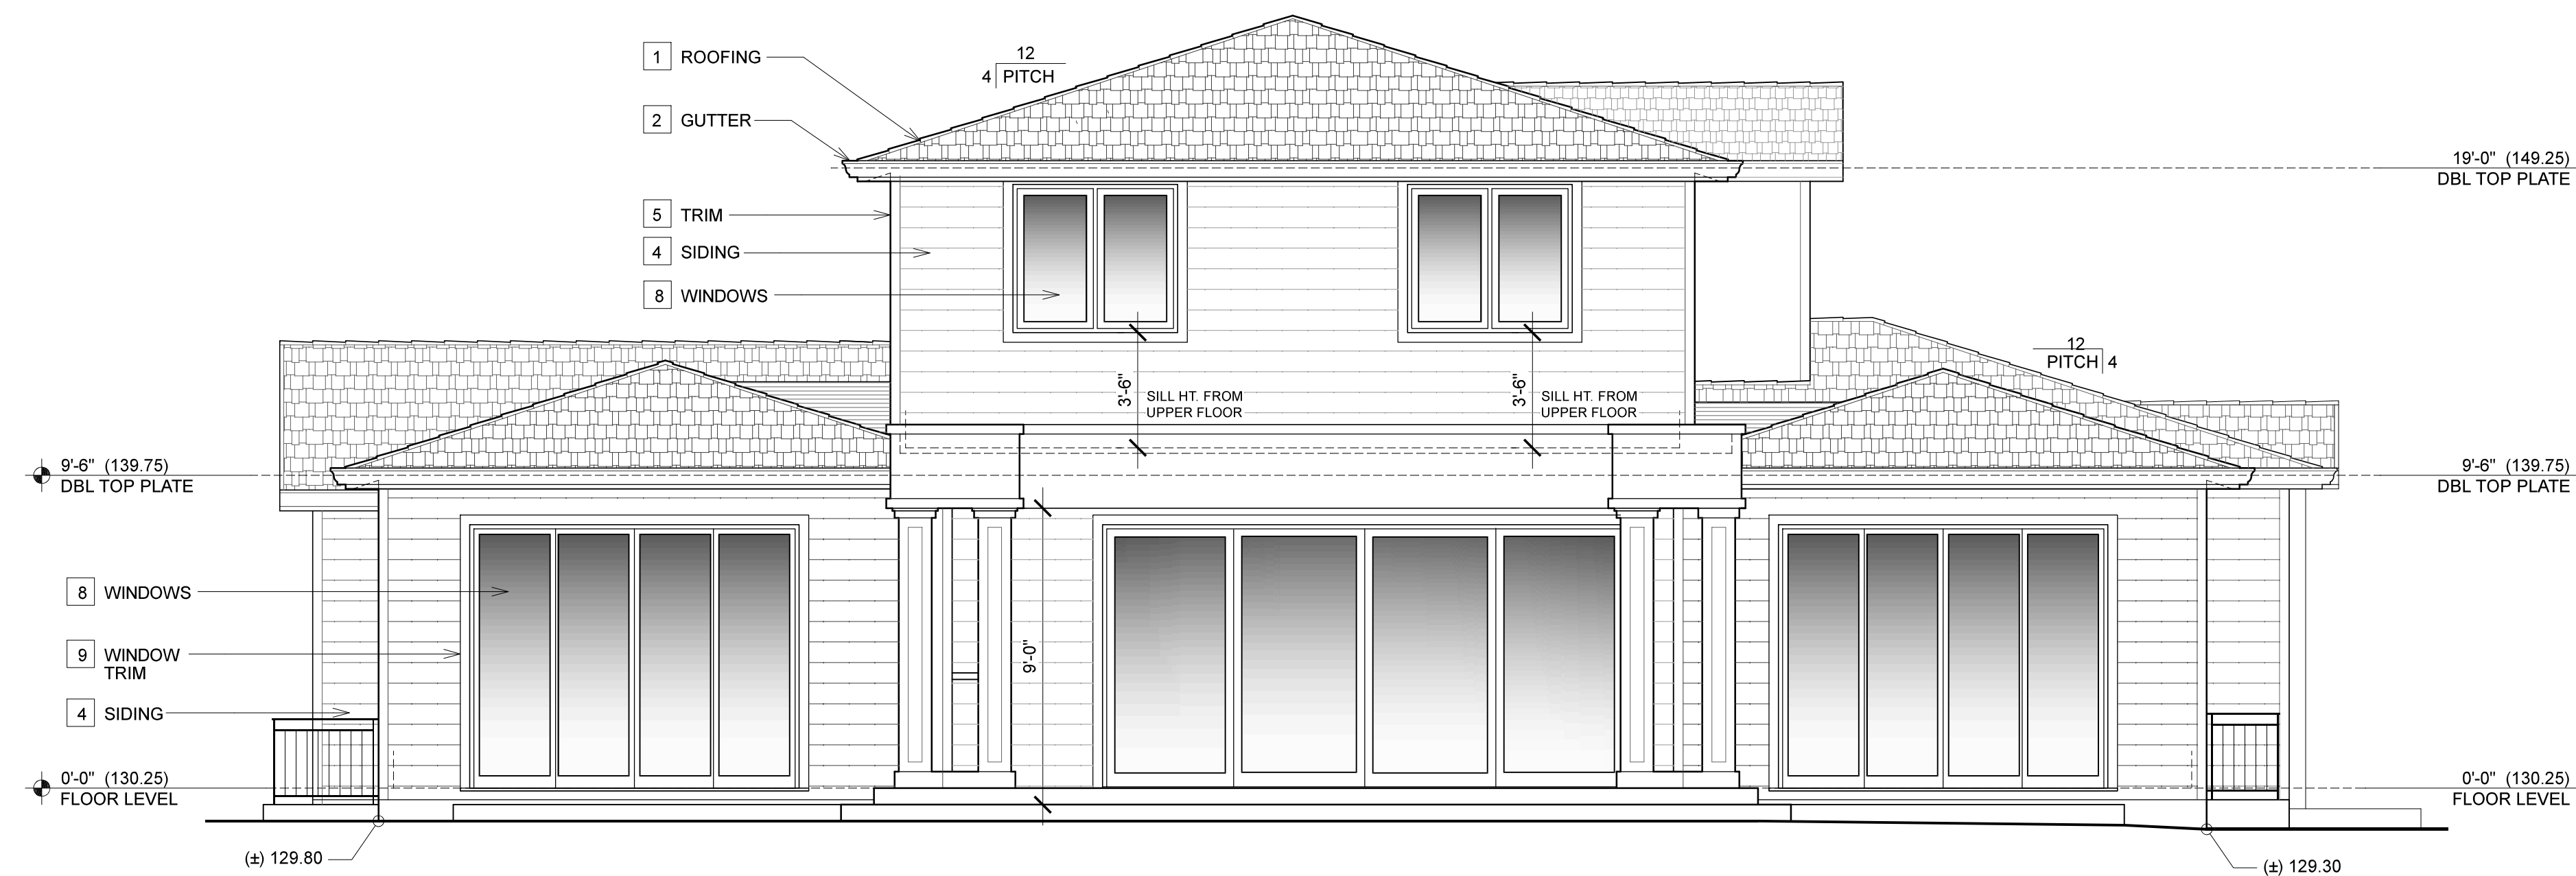 1 ROOFING
12
4 PITCH
2 GUTTER
19'-0" (149.25)
DBL TOP PLATE
5 TRIM
4 SIDING
8 WINDOWS
12
PITCH 4
3'-6"
SILL HT. FROM
UPPER FLOOR
3'-6"
SILL HT. FROM
UPPER FLOOR
9'-6" (139.75)
DBL TOP PLATE
9'-6" (139.75)
DBL TOP PLATE
8 WINDOWS
9 WINDOW
TRIM
9'-0"
4 SIDING
0'-0" (130.25)
FLOOR LEVEL
0'-0" (130.25)
FLOOR LEVEL
(±) 129.80
(±) 129.30